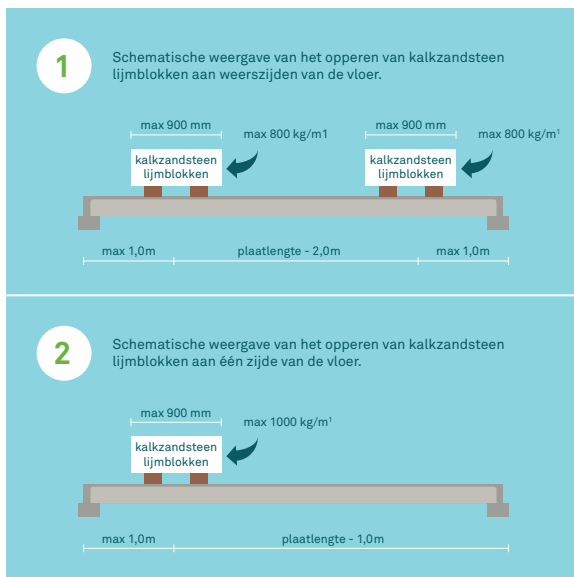 1
Schematische weergave van het opperen van kalkzandsteen
lijmblokken aan weerszijden van de vloer.
max 900 mm
max 800 kg/m1
kalkzandsteen
lijmblokken
max 900 mm
max 800 kg/m¹
kalkzandsteen
lijmblokken
max 1,0m
plaatlengte - 2,0m
max 1,0m
2
Schematische weergave van het opperen van kalkzandsteen
lijmblokken aan één zijde van de vloer.
max 900 mm
max 1000 kg/m¹
kalkzandsteen
lijmblokken
max 1,0m
plaatlengte - 1,0m